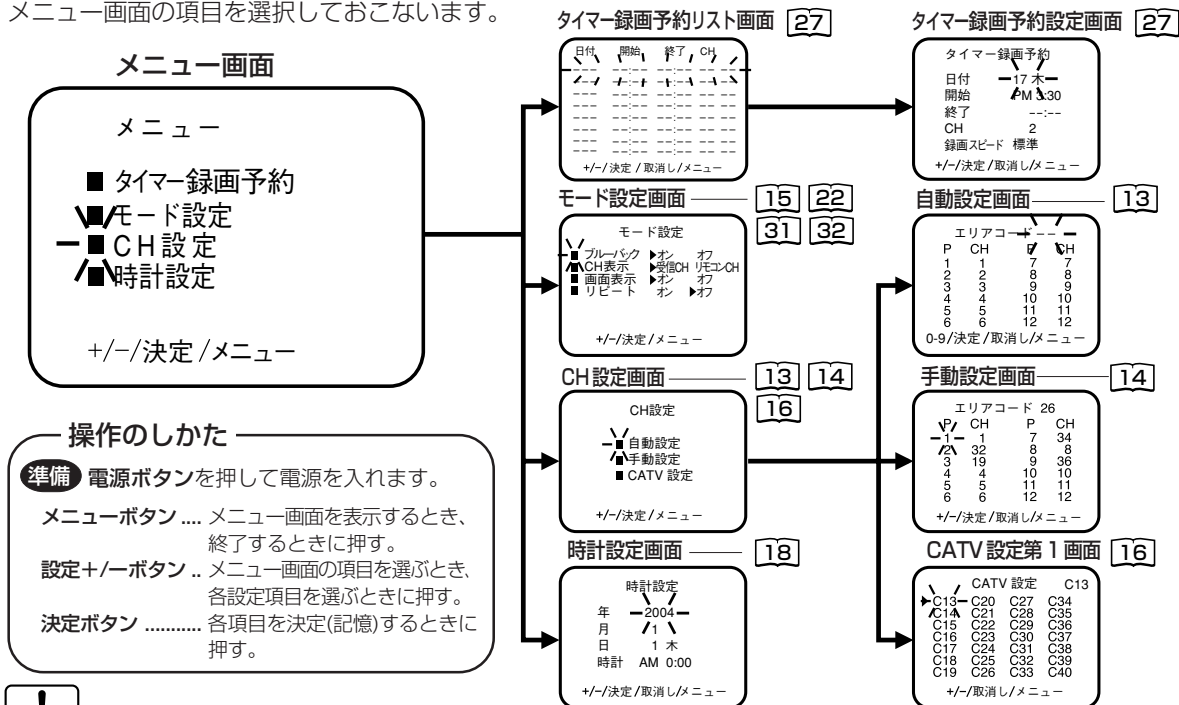 メニュー画面の項目を選択しておこないます。
メニュー画面
メニュー
■ タイマー録画予約
■ モード設定
■ CH設定
■ 時計設定
+/−/決定/メニュー
操作のしかた
準備 電源ボタンを押して電源を入れます。
メニューボタン .... メニュー画面を表示するとき、
終了するときに押す。
設定＋/ーボタン .. メニュー画面の項目を選ぶとき、
各設定項目を選ぶときに押す。
決定ボタン ........... 各項目を決定(記憶)するときに
押す。
!
タイマー録画予約リスト画面 27
日付 開始 終了 CH
--- --:-- --:-- ---
--- --:-- --:-- ---
--- --:-- --:-- ---
--- --:-- --:-- ---
--- --:-- --:-- ---
--- --:-- --:-- ---
--- --:-- --:-- ---
--- --:-- --:-- ---
+/−/決定/取消し/メニュー
モード設定画面 15 22
31 32
モード設定
■ ブルーバック ▶オン オフ
■ CH表示 ▶受信CH リモコンCH
■ 画面表示 ▶オン オフ
■ リピート オン ▶オフ
+/−/決定/メニュー
CH設定画面 13 14
16
CH設定
■ 自動設定
■ 手動設定
■ CATV 設定
+/−/決定/メニュー
時計設定画面 18
時計設定
年 2004
月 1
日 1 木
時計 AM 0:00
+/−/決定/取消し/メニュー
タイマー録画予約設定画面 27
タイマー録画予約
日付 17 木
開始 PM 3:30
終了 --:--
CH 2
録画スピード 標準
+/−/決定/取消し/メニュー
自動設定画面 13
エリアコード --
P CH P CH
1 1 7 7
2 2 8 8
3 3 9 9
4 4 10 10
5 5 11 11
6 6 12 12
0-9/決定/取消し/メニュー
手動設定画面 14
エリアコード 26
P CH P CH
1 1 7 34
2 32 8 8
3 19 9 36
4 4 10 10
5 5 11 11
6 6 12 12
+/−/決定/取消し/メニュー
CATV 設定第1画面 16
CATV 設定 C13
▶C13 C20 C27 C34
C14 C21 C28 C35
C15 C22 C29 C36
C16 C23 C30 C37
C17 C24 C31 C38
C18 C25 C32 C39
C19 C26 C33 C40
+/−/取消し/メニュー